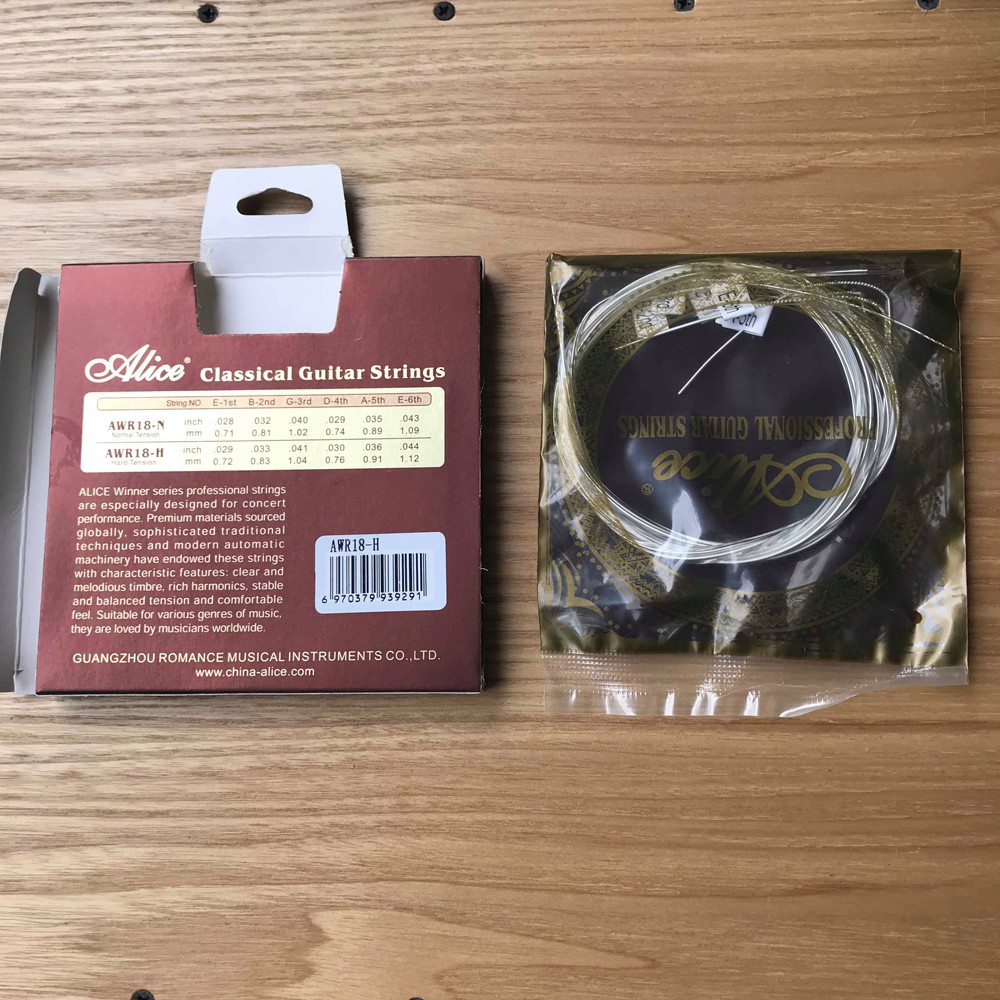 Alice® Classical Guitar Strings
String NO. E-1st B-2nd G-3rd D-4th A-5th E-6th
AWR18-N inch .028 .032 .040 .029 .035 .043
Normal Tension mm 0.71 0.81 1.02 0.74 0.89 1.09
AWR18-H inch .029 .033 .041 .030 .036 .044
Hard Tension mm 0.72 0.83 1.04 0.76 0.91 1.12
ALICE Winner series professional strings
are especially designed for concert
performance. Premium materials sourced
globally, sophisticated traditional
techniques and modern automatic
machinery have endowed these strings
with characteristic features: clear and
melodious timbre, rich harmonics, stable
and balanced tension and comfortable
feel. Suitable for various genres of music,
they are loved by musicians worldwide.
AWR18-H
6 970379 939291
GUANGZHOU ROMANCE MUSICAL INSTRUMENTS CO.,LTD.
www.china-alice.com
Alice®
PROFESSIONAL GUITAR STRINGS